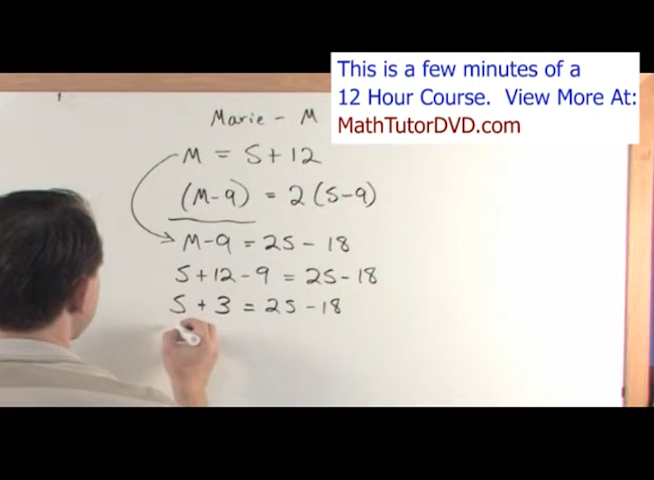 This is a few minutes of a
12 Hour Course. View More At:
MathTutorDVD.com
Marie - M
M = S + 12
(M-9) = 2(S-9)
M-9 = 2S - 18
S + 12 - 9 = 2S - 18
S + 3 = 2S - 18